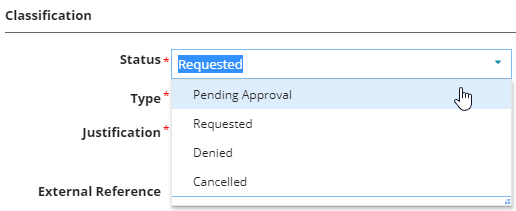 Classification
Status * Requested
Pending Approval
Type *
Requested
Justification *
Denied
Cancelled
External Reference